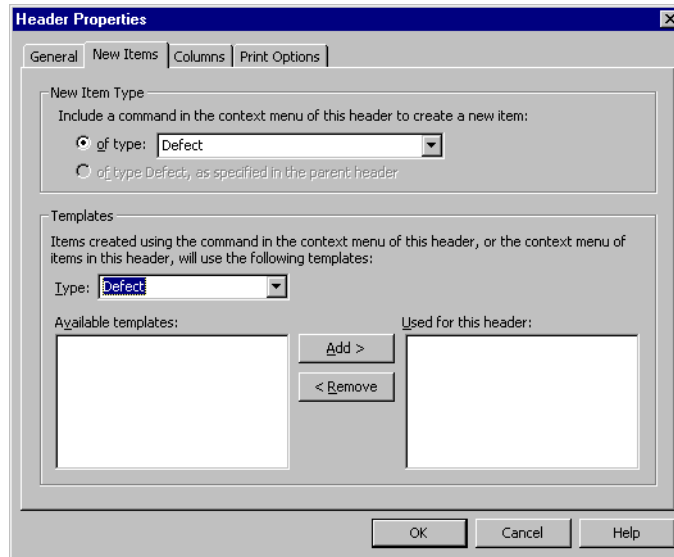 Header Properties
General New Items Columns Print Options
New Item Type
Include a command in the context menu of this header to create a new item:
of type: Defect
of type Defect, as specified in the parent header
Templates
Items created using the command in the context menu of this header, or the context menu of
items in this header, will use the following templates:
Type: Defect
Available templates:
Used for this header:
Add >
< Remove
OK Cancel Help